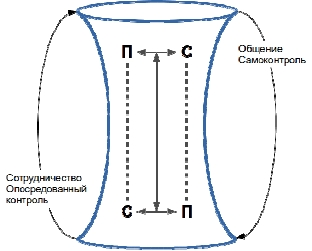 П С
Общение
Самоконтроль
Сотрудничество
Опосредованный
контроль
С П